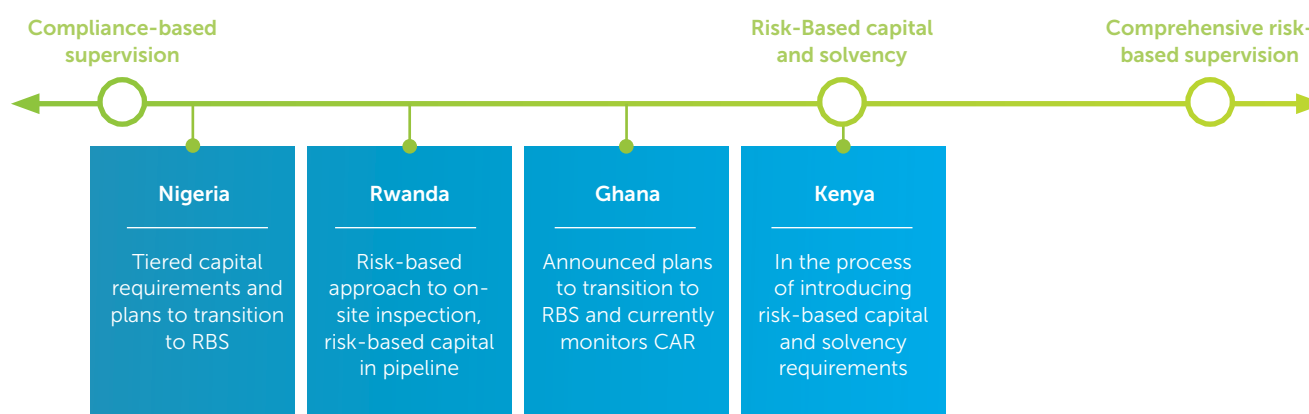 Compliance-based
supervision
Risk-Based capital
and solvency
Comprehensive risk-
based supervision
Nigeria
Tiered capital
requirements and
plans to transition
to RBS
Rwanda
Risk-based
approach to on-
site inspection,
risk-based capital
in pipeline
Ghana
Announced plans
to transition to
RBS and currently
monitors CAR
Kenya
In the process
of introducing
risk-based capital
and solvency
requirements